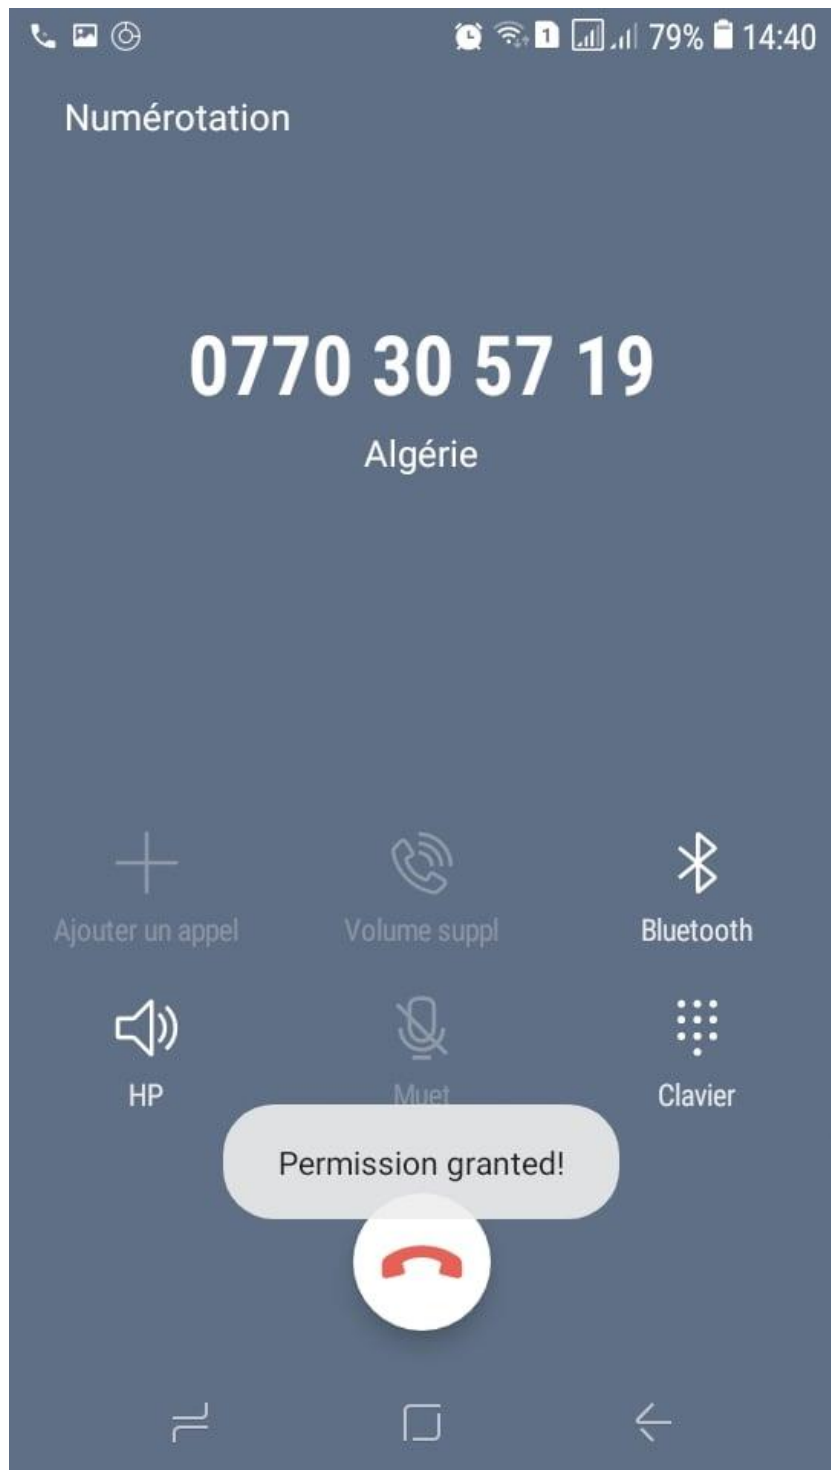 1 79% 14:40
Numérotation
0770 30 57 19
Algérie
Ajouter un appel Volume suppl Bluetooth
HP Muet Clavier
Permission granted!